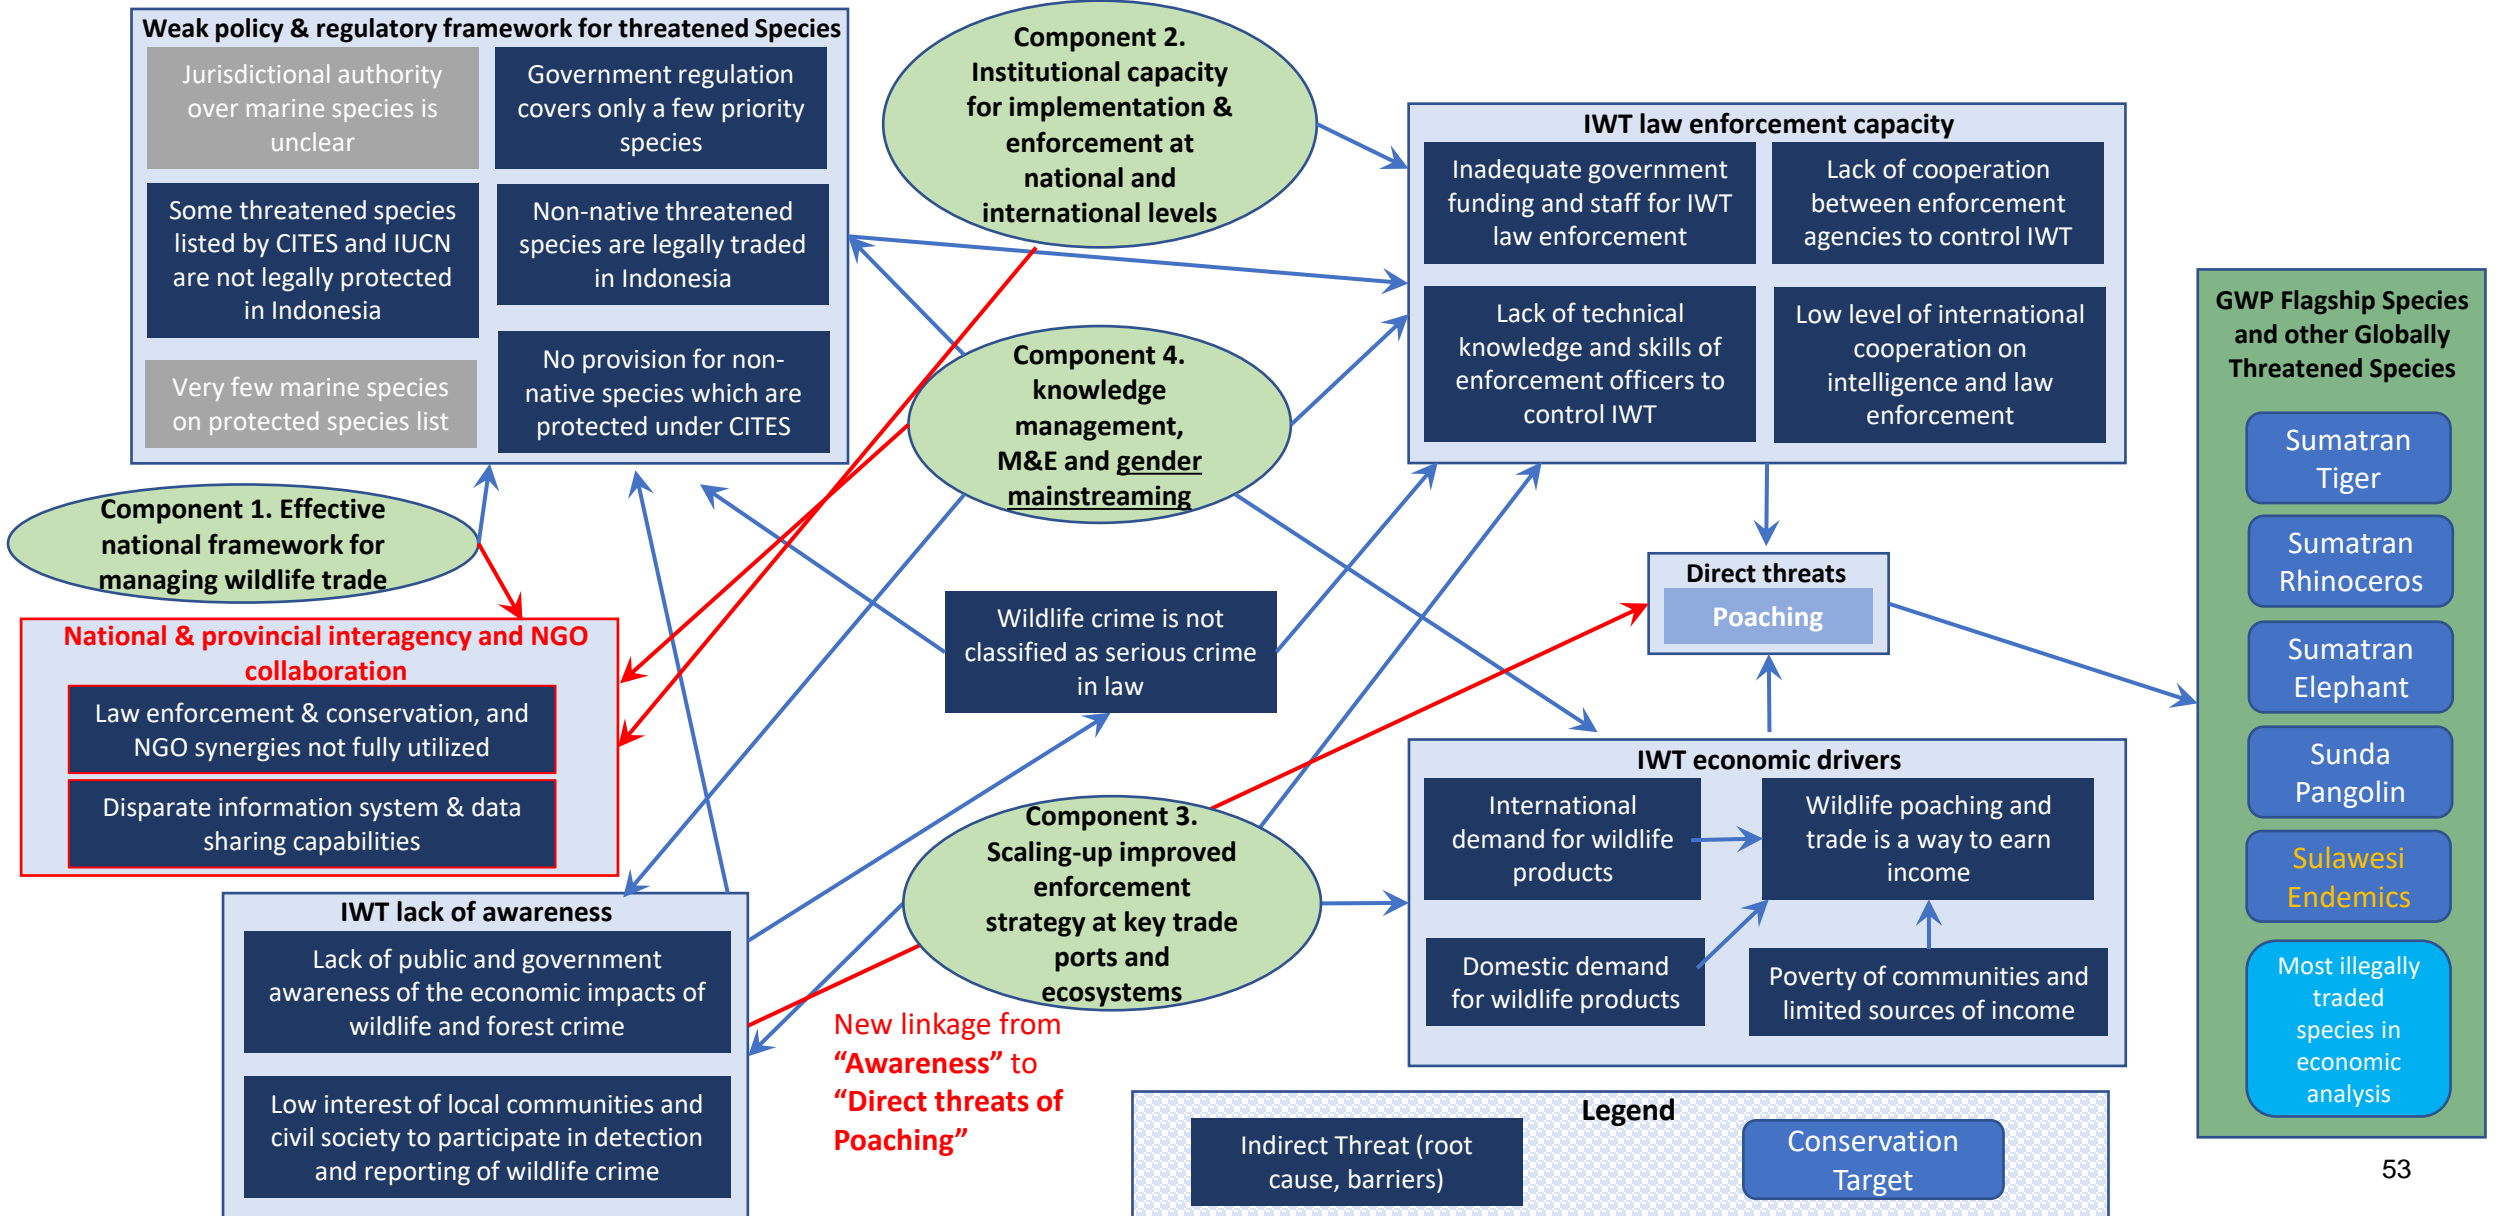 Weak policy & regulatory framework for threatened Species
Jurisdictional authority
over marine species is
unclear
Government regulation
covers only a few priority
species
Some threatened species
listed by CITES and IUCN
are not legally protected
in Indonesia
Non-native threatened
species are legally traded
in Indonesia
Very few marine species
on protected species list
No provision for non-
native species which are
protected under CITES
Component 2.
Institutional capacity
for implementation &
enforcement at
national and
international levels
IWT law enforcement capacity
Inadequate government
funding and staff for IWT
law enforcement
Lack of cooperation
between enforcement
agencies to control IWT
Lack of technical
knowledge and skills of
enforcement officers to
control IWT
Low level of international
cooperation on
intelligence and law
enforcement
GWP Flagship Species
and other Globally
Threatened Species
Sumatran
Tiger
Sumatran
Rhinoceros
Sumatran
Elephant
Sunda
Pangolin
Sulawesi
Endemics
Most illegally
traded
species in
economic
analysis
Component 4.
knowledge
management,
M&E and gender
mainstreaming
Component 1. Effective
national framework for
managing wildlife trade
National & provincial interagency and NGO
collaboration
Law enforcement & conservation, and
NGO synergies not fully utilized
Disparate information system & data
sharing capabilities
Wildlife crime is not
classified as serious crime
in law
Direct threats
Poaching
IWT economic drivers
International
demand for wildlife
products
Wildlife poaching and
trade is a way to earn
income
Domestic demand
for wildlife products
Poverty of communities and
limited sources of income
Component 3.
Scaling-up improved
enforcement
strategy at key trade
ports and
ecosystems
IWT lack of awareness
Lack of public and government
awareness of the economic impacts of
wildlife and forest crime
Low interest of local communities and
civil society to participate in detection
and reporting of wildlife crime
New linkage from
“Awareness” to
“Direct threats of
Poaching”
Legend
Indirect Threat (root
cause, barriers)
Conservation
Target
53